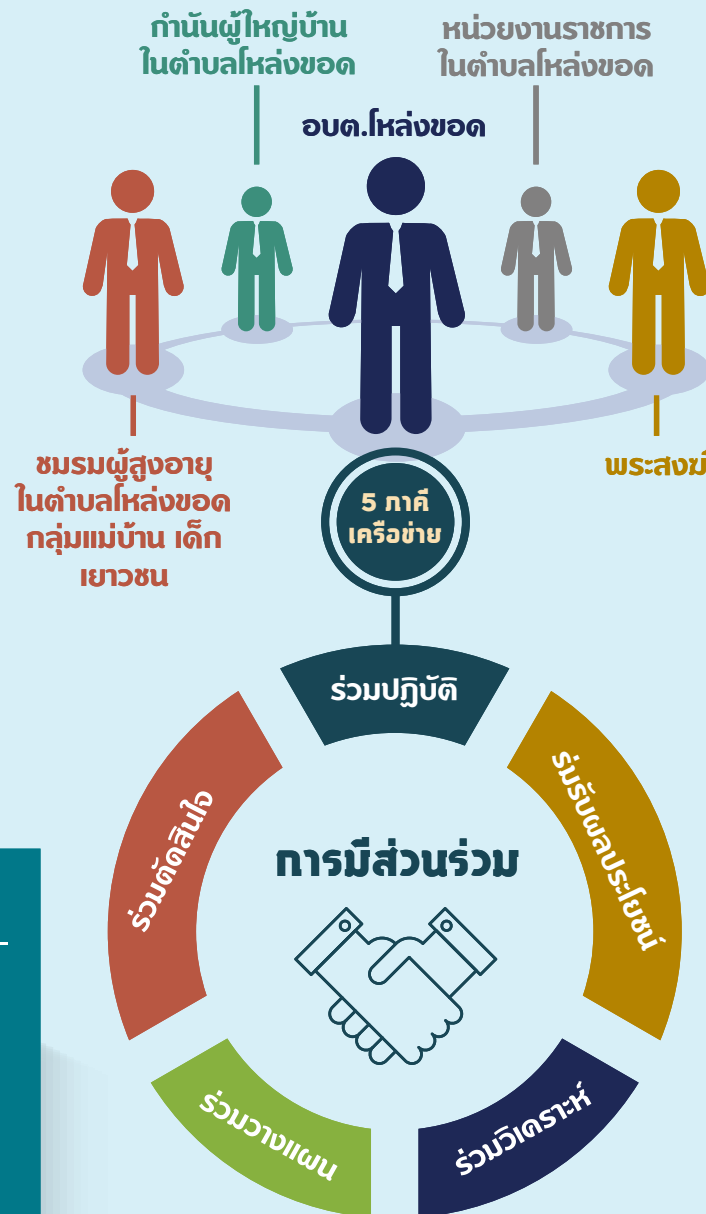 กำนันผู้ใหญ่บ้าน
ในตำบลโหล่งขอด
หน่วยงานราชการ
ในตำบลโหล่งขอด
อบต.โหล่งขอด
ชมรมผู้สูงอายุ
ในตำบลโหล่งขอด
กลุ่มแม่บ้าน เด็ก
เยาวชน
พระสงฆ์
5 ภาคี
เครือข่าย
ร่วมปฏิบัติ
ร่มรับผลประโยชน์
ร่วมวิเคราะห์
ร่วมวางแผน
ร่วมตัดสินใจ
การมีส่วนร่วม